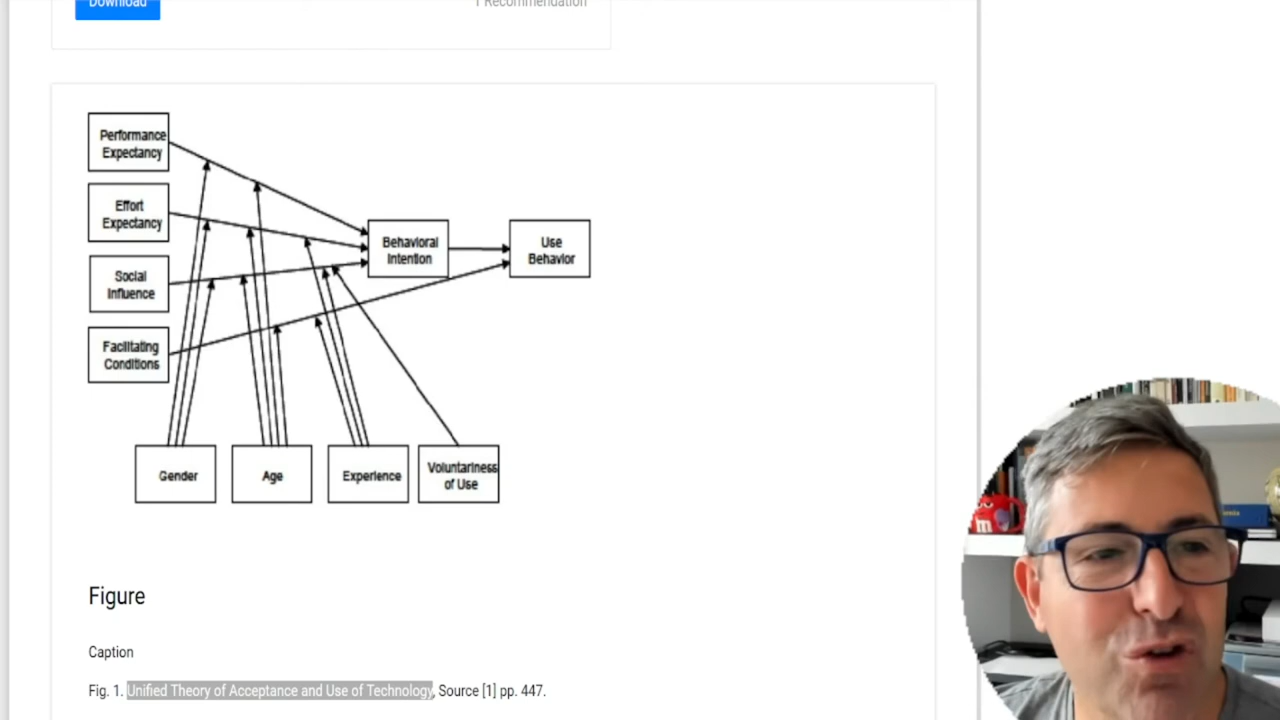 Download
1 Recommendation
Performance
Expectancy
Effort
Expectancy
Social
Influence
Facilitating
Conditions
Behavioral
Intention
Use
Behavior
Gender
Age
Experience
Voluntariness
of Use
Figure
Caption
Fig. 1. Unified Theory of Acceptance and Use of Technology, Source [1] pp. 447.
m